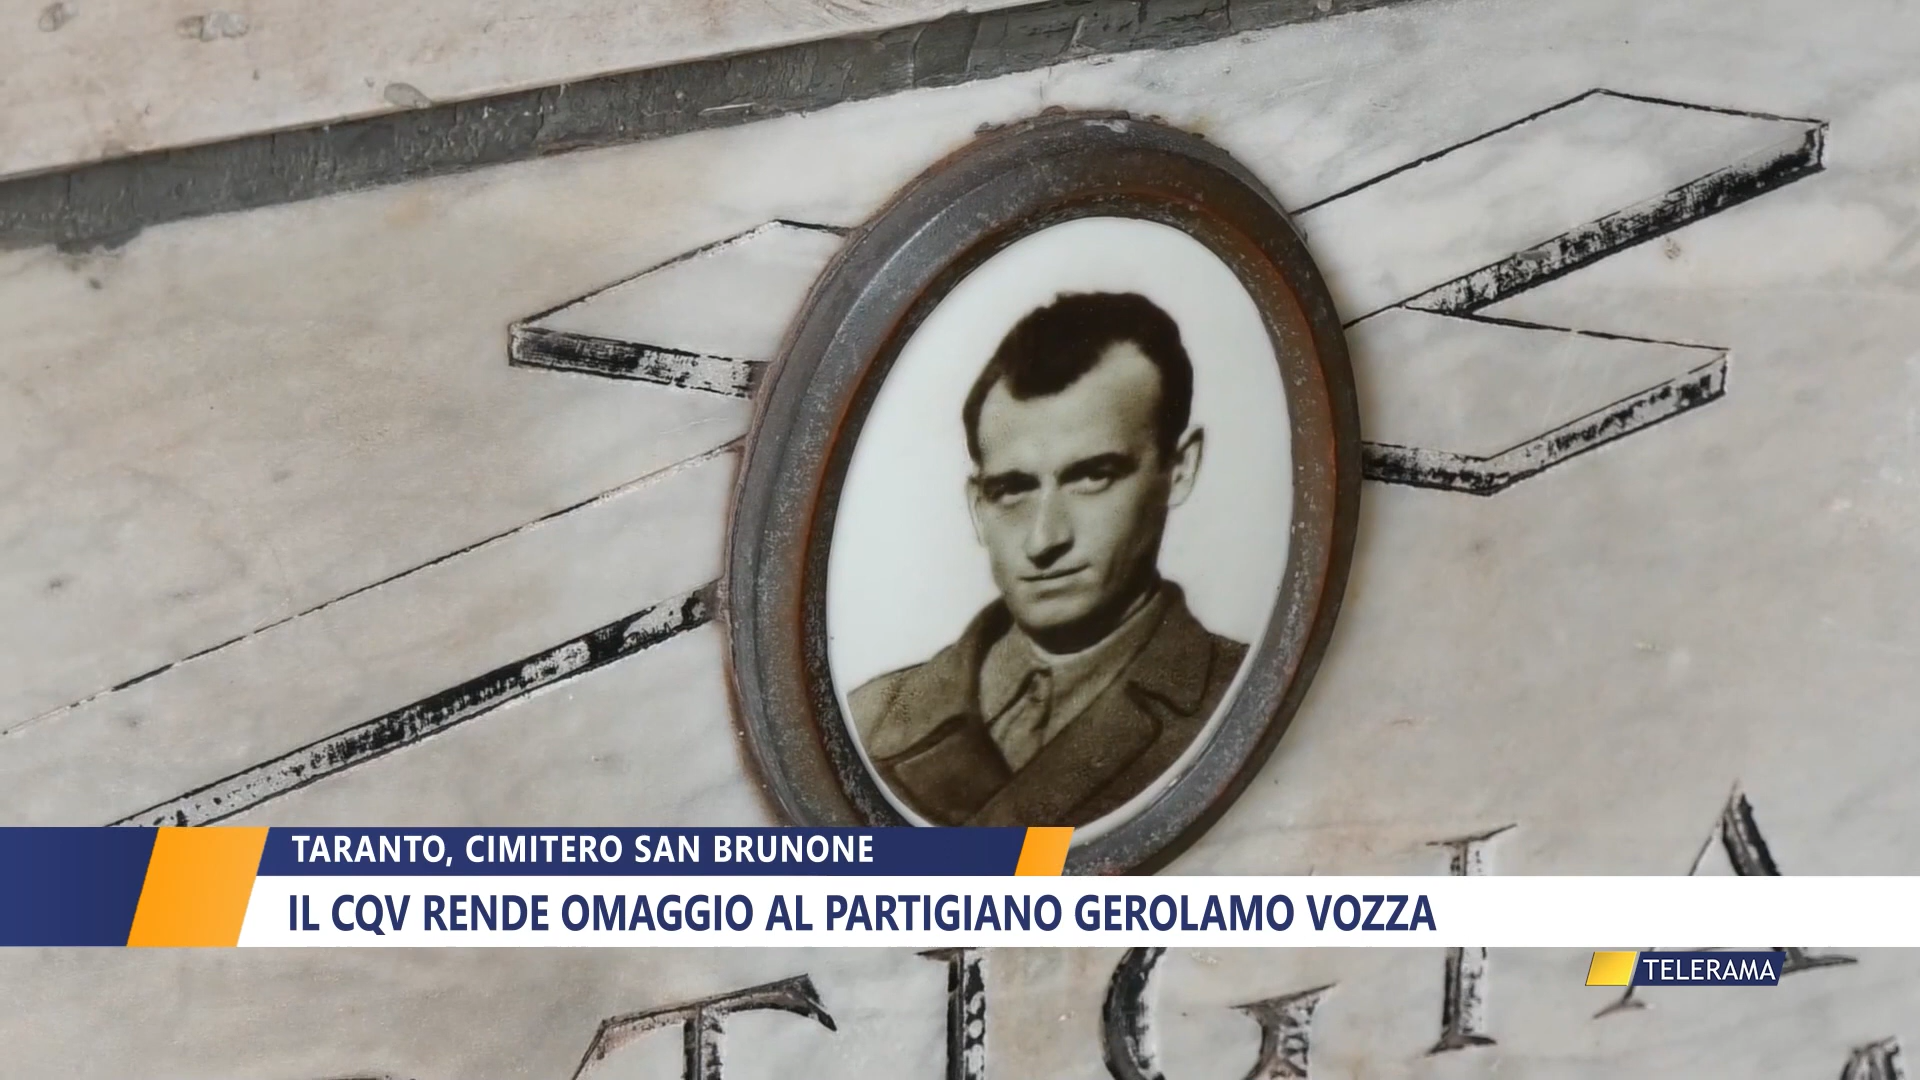 TARANTO, CIMITERO SAN BRUNONE
IL CQV RENDE OMAGGIO AL PARTIGIANO GEROLAMO VOZZA
TELERAMA